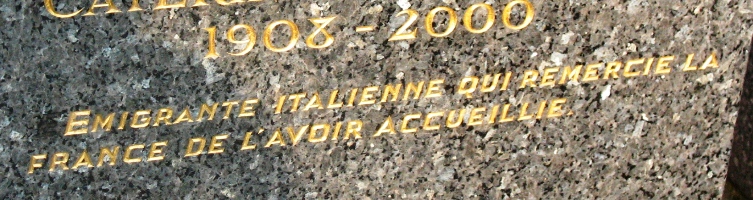 1908 - 2000
EMIGRANTE ITALIENNE QUI REMERCIE LA
FRANCE DE L'AVOIR ACCUEILLIE.